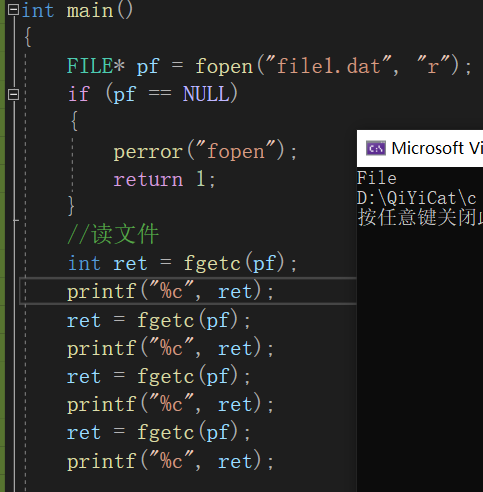 int main()
{
FILE* pf = fopen("file1.dat", "r");
if (pf == NULL)
{
perror("fopen");
return 1;
}
//读文件
int ret = fgetc(pf);
printf("%c", ret);
ret = fgetc(pf);
printf("%c", ret);
ret = fgetc(pf);
printf("%c", ret);
ret = fgetc(pf);
printf("%c", ret);
C:\
Microsoft Vi
File
D:\QiYiCat\c
按任意键关闭